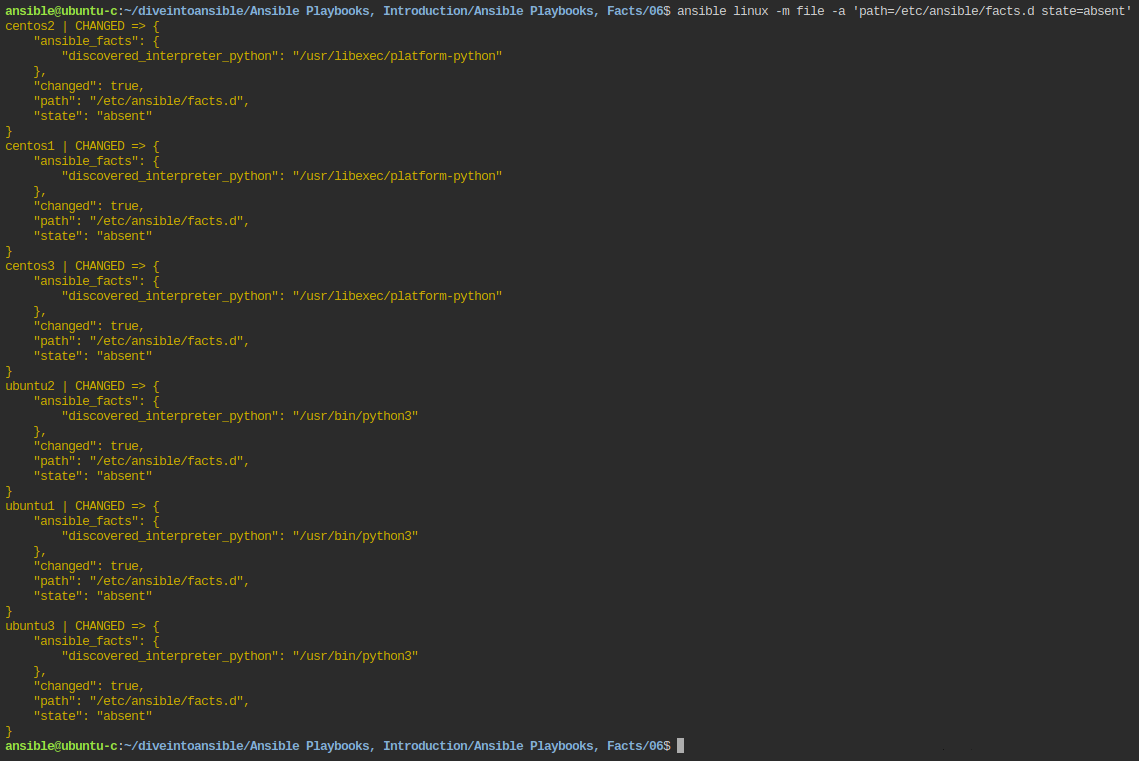 ansible@ubuntu-c:~/diveintoansible/Ansible Playbooks, Introduction/Ansible Playbooks, Facts/06$ ansible linux -m file -a 'path=/etc/ansible/facts.d state=absent'
centos2 | CHANGED => {
    "ansible_facts": {
        "discovered_interpreter_python": "/usr/libexec/platform-python"
    },
    "changed": true,
    "path": "/etc/ansible/facts.d",
    "state": "absent"
}
centos1 | CHANGED => {
    "ansible_facts": {
        "discovered_interpreter_python": "/usr/libexec/platform-python"
    },
    "changed": true,
    "path": "/etc/ansible/facts.d",
    "state": "absent"
}
centos3 | CHANGED => {
    "ansible_facts": {
        "discovered_interpreter_python": "/usr/libexec/platform-python"
    },
    "changed": true,
    "path": "/etc/ansible/facts.d",
    "state": "absent"
}
ubuntu2 | CHANGED => {
    "ansible_facts": {
        "discovered_interpreter_python": "/usr/bin/python3"
    },
    "changed": true,
    "path": "/etc/ansible/facts.d",
    "state": "absent"
}
ubuntu1 | CHANGED => {
    "ansible_facts": {
        "discovered_interpreter_python": "/usr/bin/python3"
    },
    "changed": true,
    "path": "/etc/ansible/facts.d",
    "state": "absent"
}
ubuntu3 | CHANGED => {
    "ansible_facts": {
        "discovered_interpreter_python": "/usr/bin/python3"
    },
    "changed": true,
    "path": "/etc/ansible/facts.d",
    "state": "absent"
}
ansible@ubuntu-c:~/diveintoansible/Ansible Playbooks, Introduction/Ansible Playbooks, Facts/06$